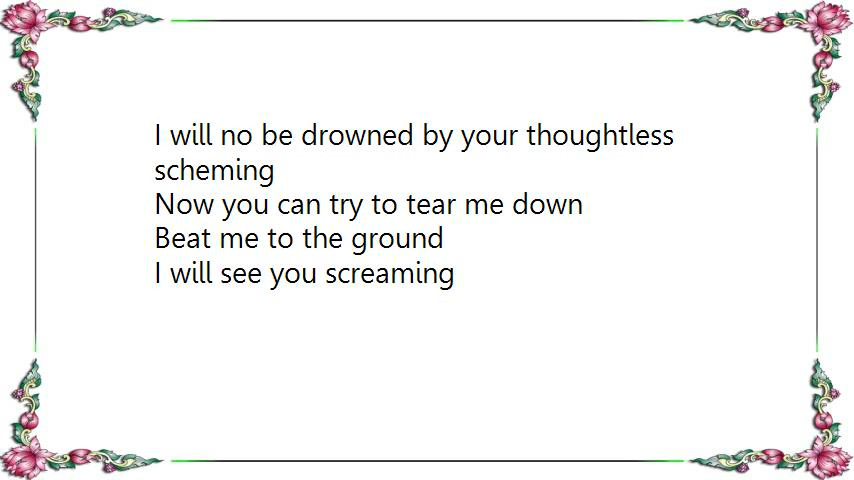 I will no be drowned by your thoughtless
scheming
Now you can try to tear me down
Beat me to the ground
I will see you screaming